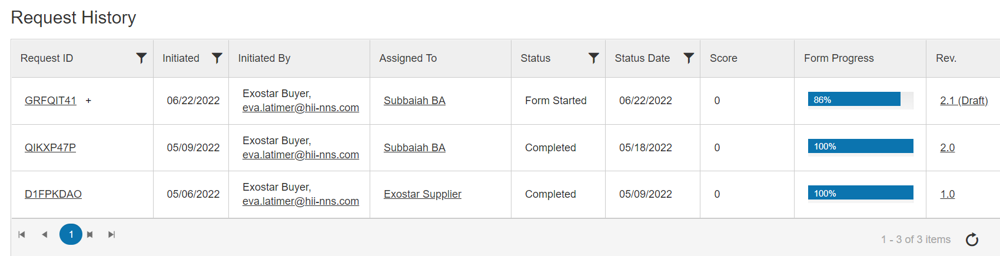 Request History
Request ID Initiated Initiated By Assigned To Status Status Date Score Form Progress Rev.
GRFQIT41 + 06/22/2022 Exostar Buyer, Subbaiah BA Form Started 06/22/2022 0 86% 2.1 (Draft)
eva.latimer@hii-nns.com
QIKXP47P 05/09/2022 Exostar Buyer, Subbaiah BA Completed 05/18/2022 0 100% 2.0
eva.latimer@hii-nns.com
D1FPKDAO 05/06/2022 Exostar Buyer, Exostar Supplier Completed 05/09/2022 0 100% 1.0
eva.latimer@hii-nns.com
1
1 - 3 of 3 items